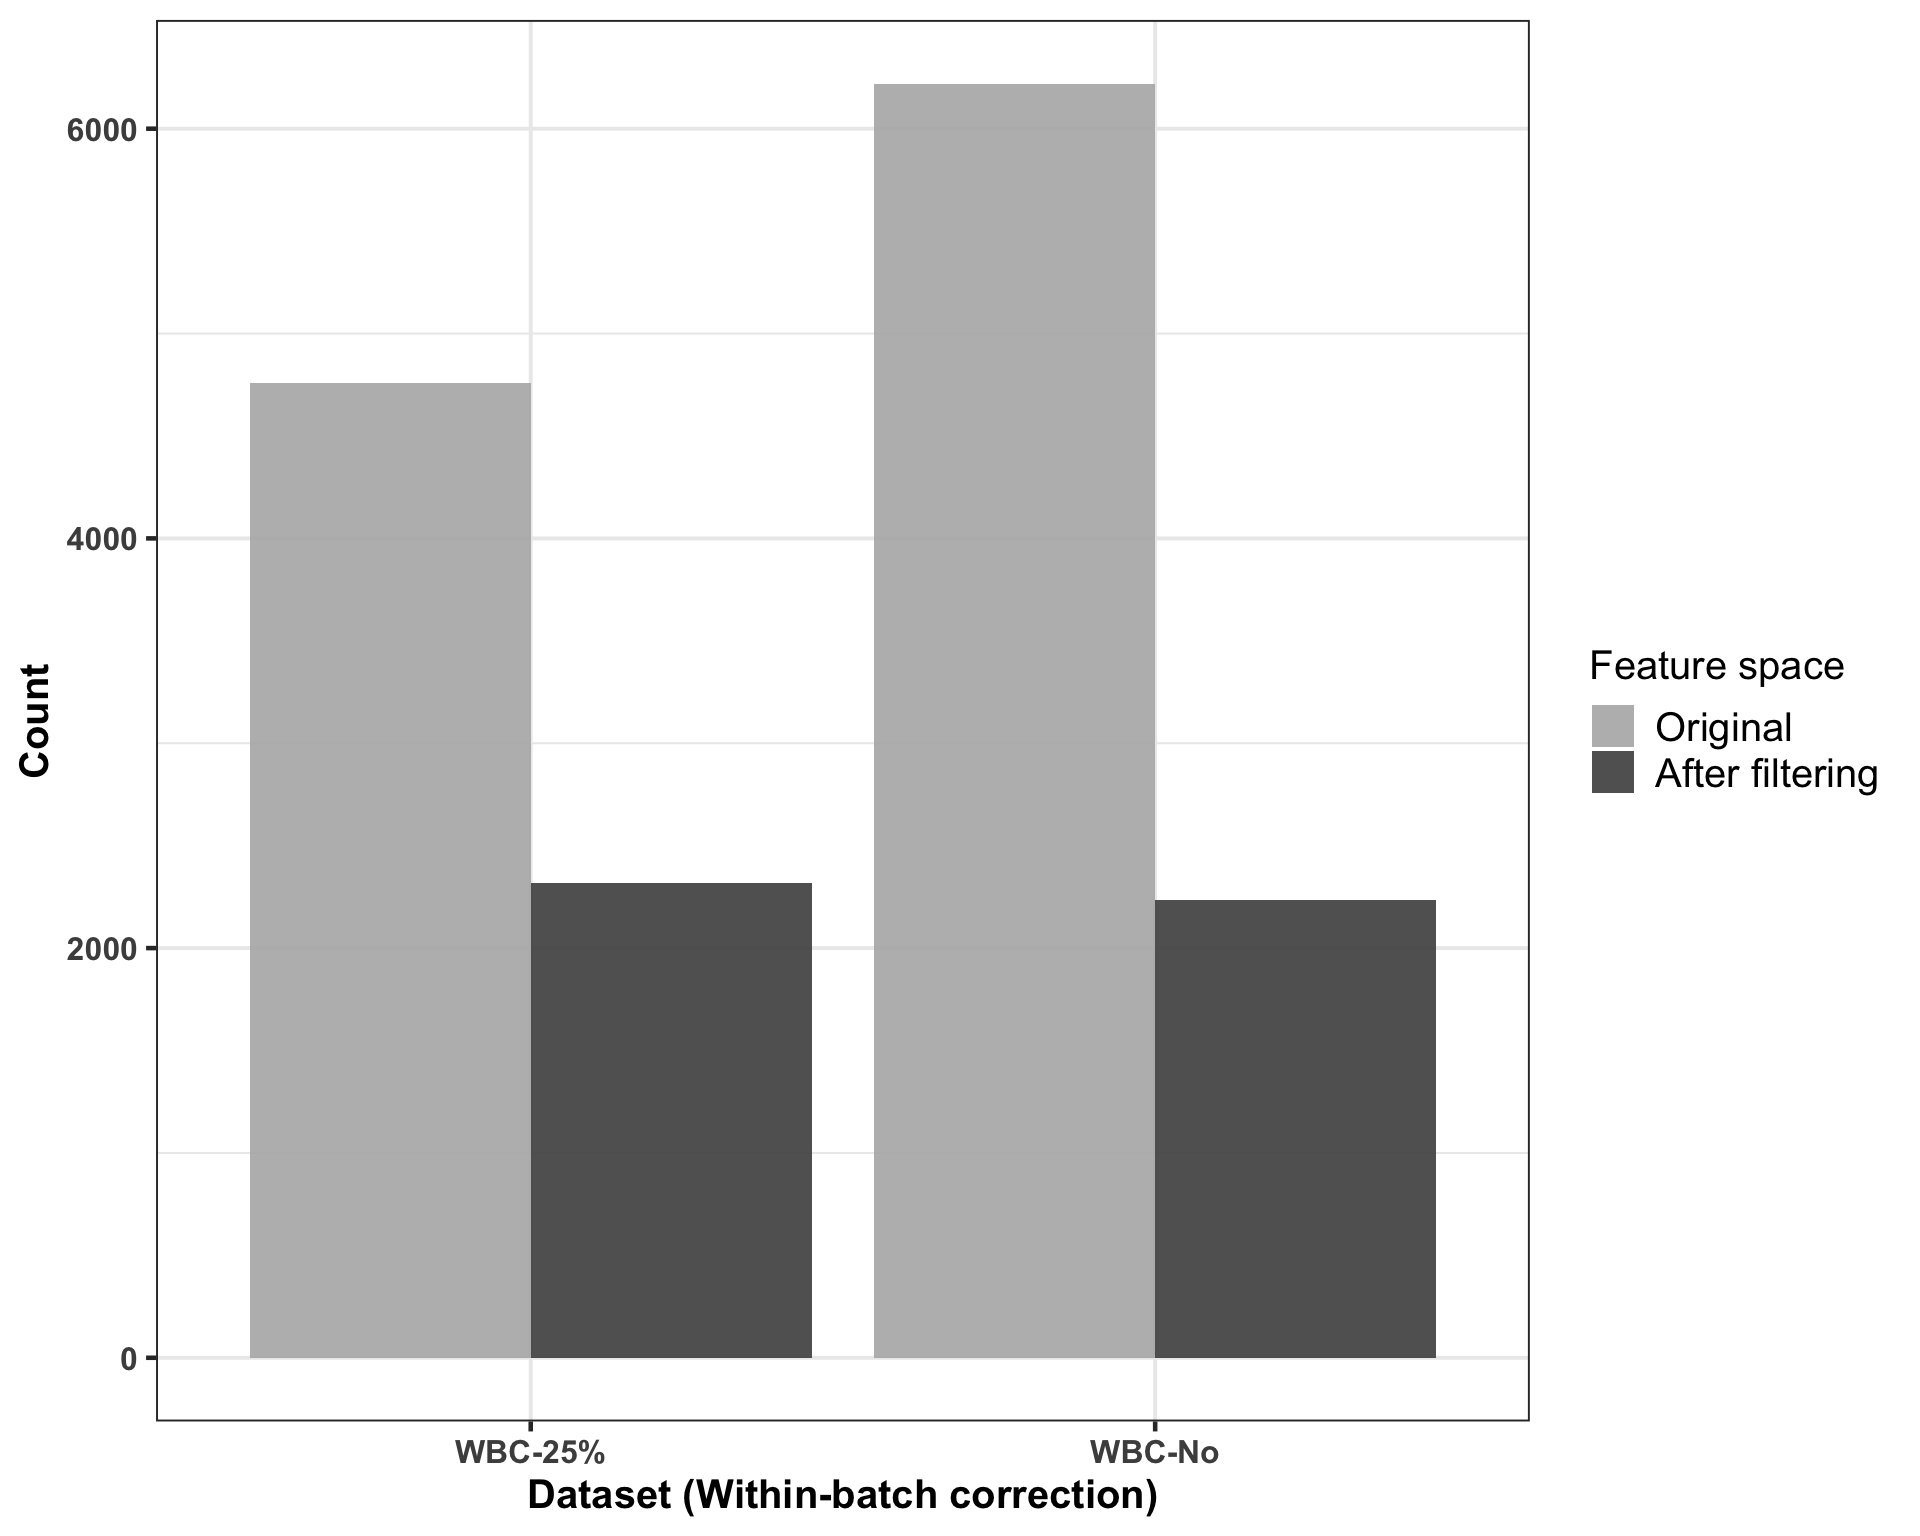 Count
6000
4000
2000
0
WBC-25%
WBC-No
Dataset (Within-batch correction)
Feature space
Original
After filtering